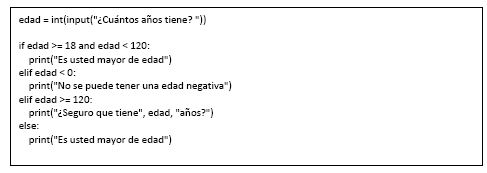 edad = int(input("¿Cuántos años tiene? "))
if edad >= 18 and edad < 120:
    print("Es usted mayor de edad")
elif edad < 0:
    print("No se puede tener una edad negativa")
elif edad >= 120:
    print("¿Seguro que tiene", edad, "años?")
else:
    print("Es usted mayor de edad")